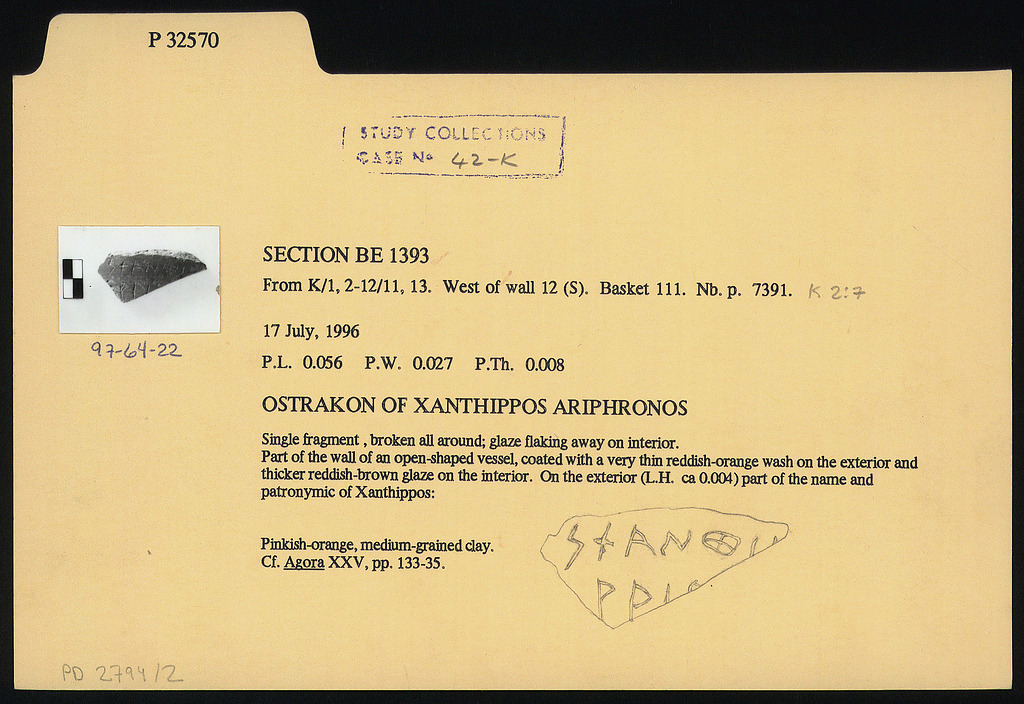 P 32570
STUDY COLLECTIONS
CASE No 42-K
SECTION BE 1393
From K/1, 2-12/11, 13. West of wall 12 (S). Basket 111. Nb. p. 7391. K 2:7
97-64-22
17 July, 1996
P.L. 0.056 P.W. 0.027 P.Th. 0.008
OSTRAKON OF XANTHIPPOS ARIPHRONOS
Single fragment , broken all around; glaze flaking away on interior.
Part of the wall of an open-shaped vessel, coated with a very thin reddish-orange wash on the exterior and
thicker reddish-brown glaze on the interior. On the exterior (L.H. ca 0.004) part of the name and
patronymic of Xanthippos:
Pinkish-orange, medium-grained clay.
Cf. Agora XXV, pp. 133-35.
PD 2794/2